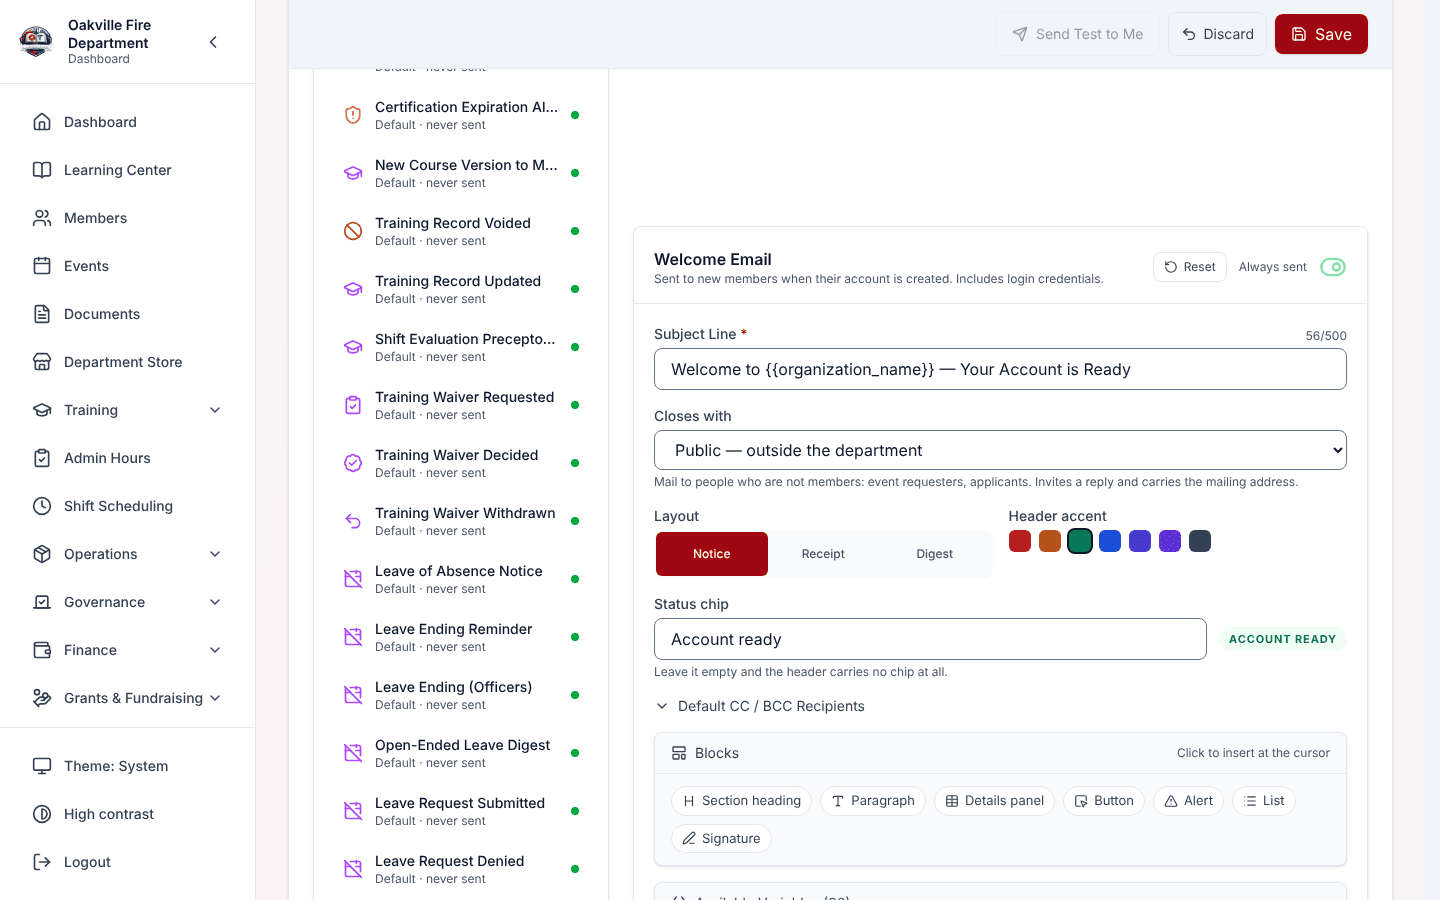 Oakville Fire
Department
Dashboard
Dashboard
Learning Center
Members
Events
Documents
Department Store
Training
Admin Hours
Shift Scheduling
Operations
Governance
Finance
Grants & Fundraising
Theme: System
High contrast
Logout
Send Test to Me
Discard
Save
Default · never sent
Certification Expiration Al...
Default · never sent
New Course Version to M...
Default · never sent
Training Record Voided
Default · never sent
Training Record Updated
Default · never sent
Shift Evaluation Precepto...
Default · never sent
Training Waiver Requested
Default · never sent
Training Waiver Decided
Default · never sent
Training Waiver Withdrawn
Default · never sent
Leave of Absence Notice
Default · never sent
Leave Ending Reminder
Default · never sent
Leave Ending (Officers)
Default · never sent
Open-Ended Leave Digest
Default · never sent
Leave Request Submitted
Default · never sent
Leave Request Denied
Default · never sent
Welcome Email
Sent to new members when their account is created. Includes login credentials.
Reset
Always sent
Subject Line *
56/500
Welcome to {{organization_name}} — Your Account is Ready
Closes with
Public — outside the department
Mail to people who are not members: event requesters, applicants. Invites a reply and carries the mailing address.
Layout
Header accent
Notice
Receipt
Digest
Status chip
Account ready
ACCOUNT READY
Leave it empty and the header carries no chip at all.
Default CC / BCC Recipients
Blocks
Click to insert at the cursor
Section heading
Paragraph
Details panel
Button
Alert
List
Signature